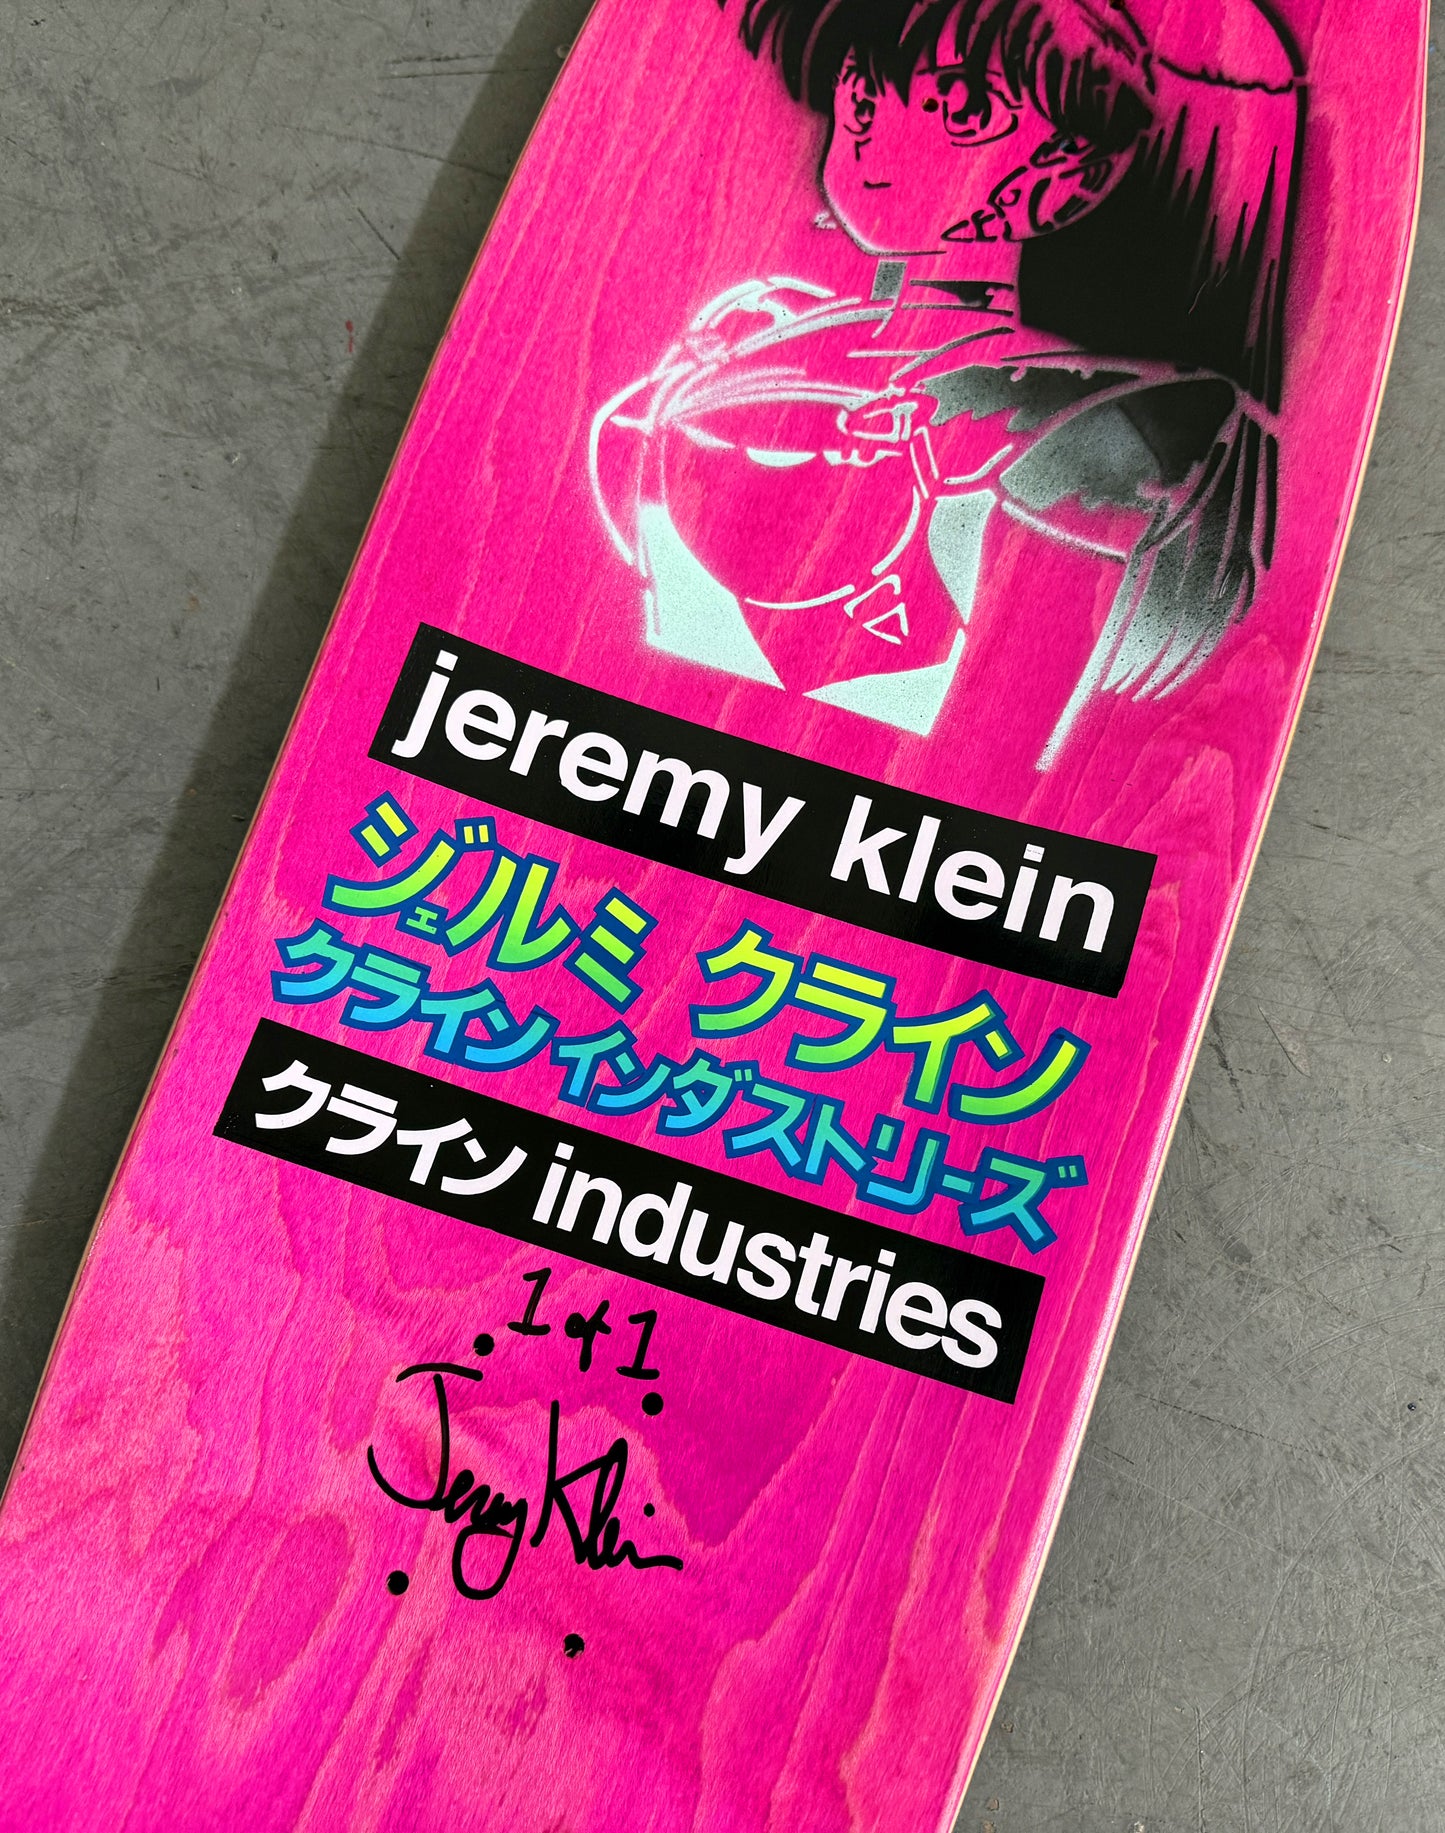 jeremy klein
ジェルミ クライン
クライン インダストリーズ
クライン industries
1 of 1
Jeremy Klein